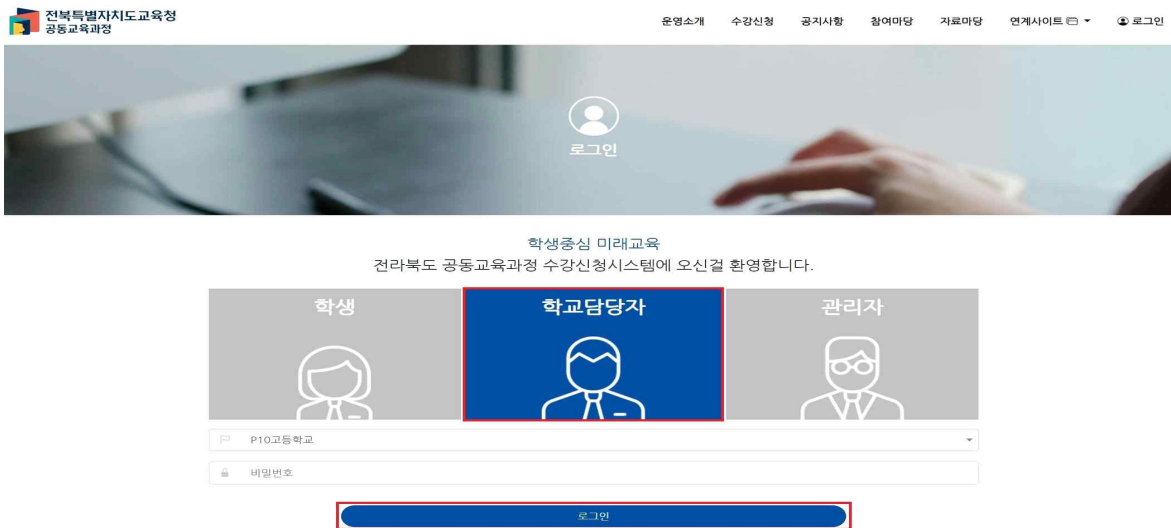 전북특별자치도교육청
공동교육과정
운영소개 수강신청 공지사항 참여마당 자료마당 연계사이트 로그인
로그인
학생중심 미래교육
전라북도 공동교육과정 수강신청시스템에 오신걸 환영합니다.
학생 학교담당자 관리자
P10고등학교
비밀번호
로그인